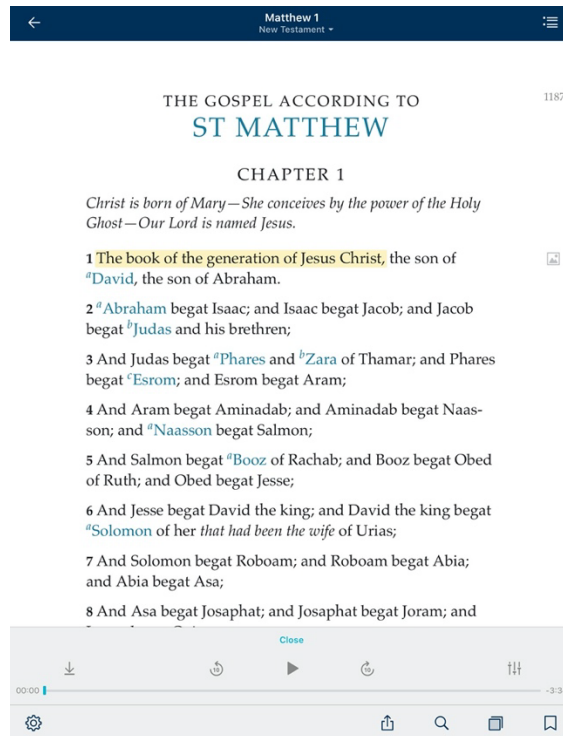 Matthew 1
New Testament
THE GOSPEL ACCORDING TO
1187
ST MATTHEW
CHAPTER 1
Christ is born of Mary—She conceives by the power of the Holy
Ghost—Our Lord is named Jesus.
1 The book of the generation of Jesus Christ, the son of
aDavid, the son of Abraham.
2 aAbraham begat Isaac; and Isaac begat Jacob; and Jacob
begat bJudas and his brethren;
3 And Judas begat aPhares and bZara of Thamar; and Phares
begat cEsrom; and Esrom begat Aram;
4 And Aram begat Aminadab; and Aminadab begat Naas-
son; and aNaasson begat Salmon;
5 And Salmon begat aBooz of Rachab; and Booz begat Obed
of Ruth; and Obed begat Jesse;
6 And Jesse begat David the king; and David the king begat
aSolomon of her that had been the wife of Urias;
7 And Solomon begat Roboam; and Roboam begat Abia;
and Abia begat Asa;
8 And Asa begat Josaphat; and Josaphat begat Joram; and
Close
10 10
00:00